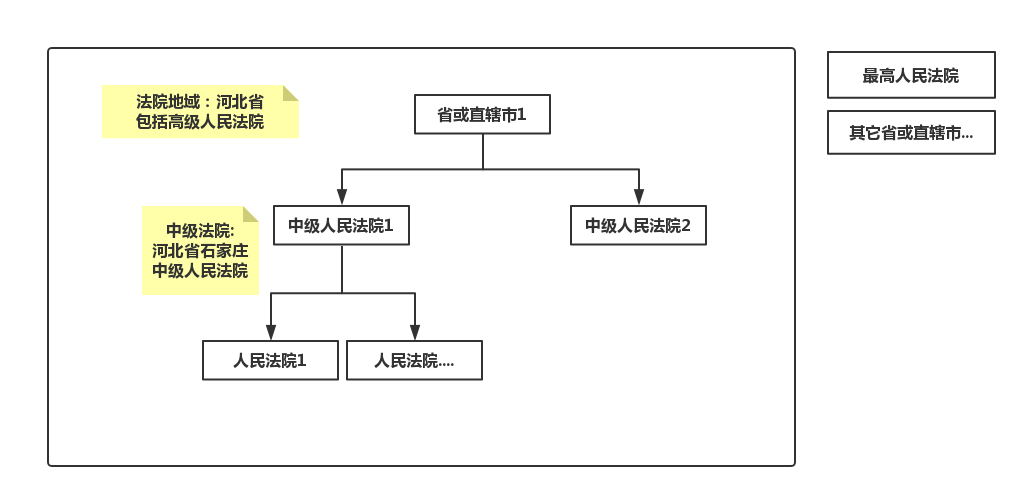 法院地域：河北省
包括高级人民法院
省或直辖市1
最高人民法院
其它省或直辖市...
中级法院:
河北省石家庄
中级人民法院
中级人民法院1
中级人民法院2
人民法院1
人民法院....